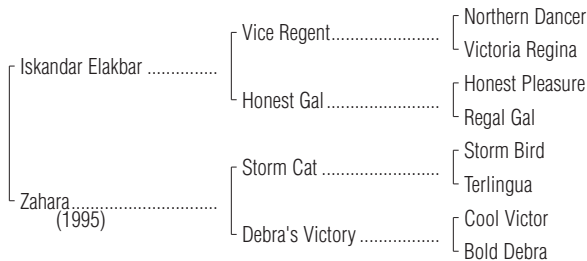 Northern Dancer
Vice Regent..................
Victoria Regina
Iskandar Elakbar ...............
Honest Pleasure
Honest Gal ........................
Regal Gal
Storm Bird
Storm Cat .........................
Terlingua
Zahara................................
(1995)
Cool Victor
Debra's Victory .................
Bold Debra